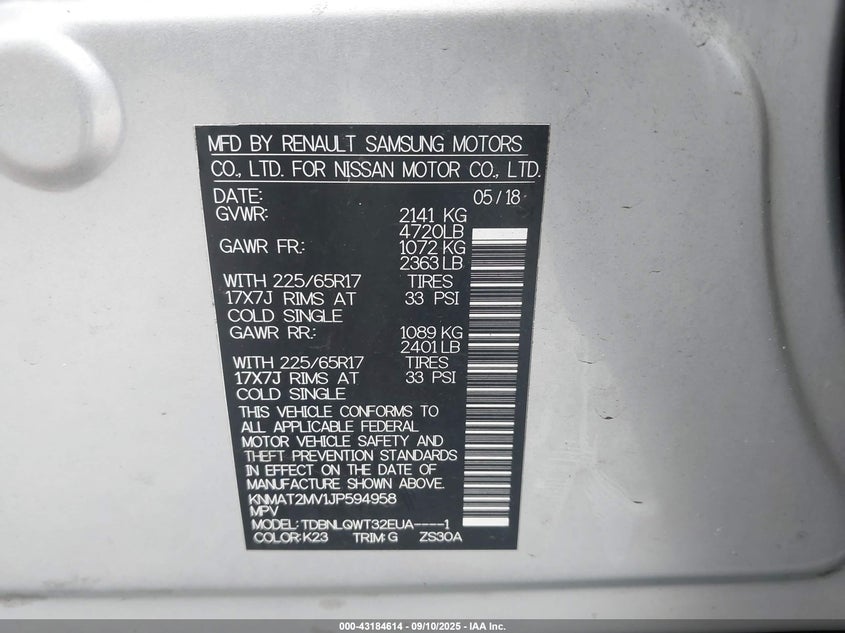 MFD BY RENAULT SAMSUNG MOTORS
CO., LTD. FOR NISSAN MOTOR CO., LTD.
DATE: 05/18
GVWR: 2141 KG
4720LB
GAWR FR.: 1072 KG
2363 LB
WITH 225/65R17 TIRES
17X7J RIMS AT 33 PSI
COLD SINGLE
GAWR RR.: 1089 KG
2401 LB
WITH 225/65R17 TIRES
17X7J RIMS AT 33 PSI
COLD SINGLE
THIS VEHICLE CONFORMS TO
ALL APPLICABLE FEDERAL
MOTOR VEHICLE SAFETY AND
THEFT PREVENTION STANDARDS
IN EFFECT ON THE DATE OF
MANUFACTURE SHOWN ABOVE.
KNMAT2MV1JP594958
MPV
MODEL: TDBNLQWT32EUA----1
COLOR: K23 TRIM: G ZS30A
000-43184614 - 09/10/2025 - IAA Inc.